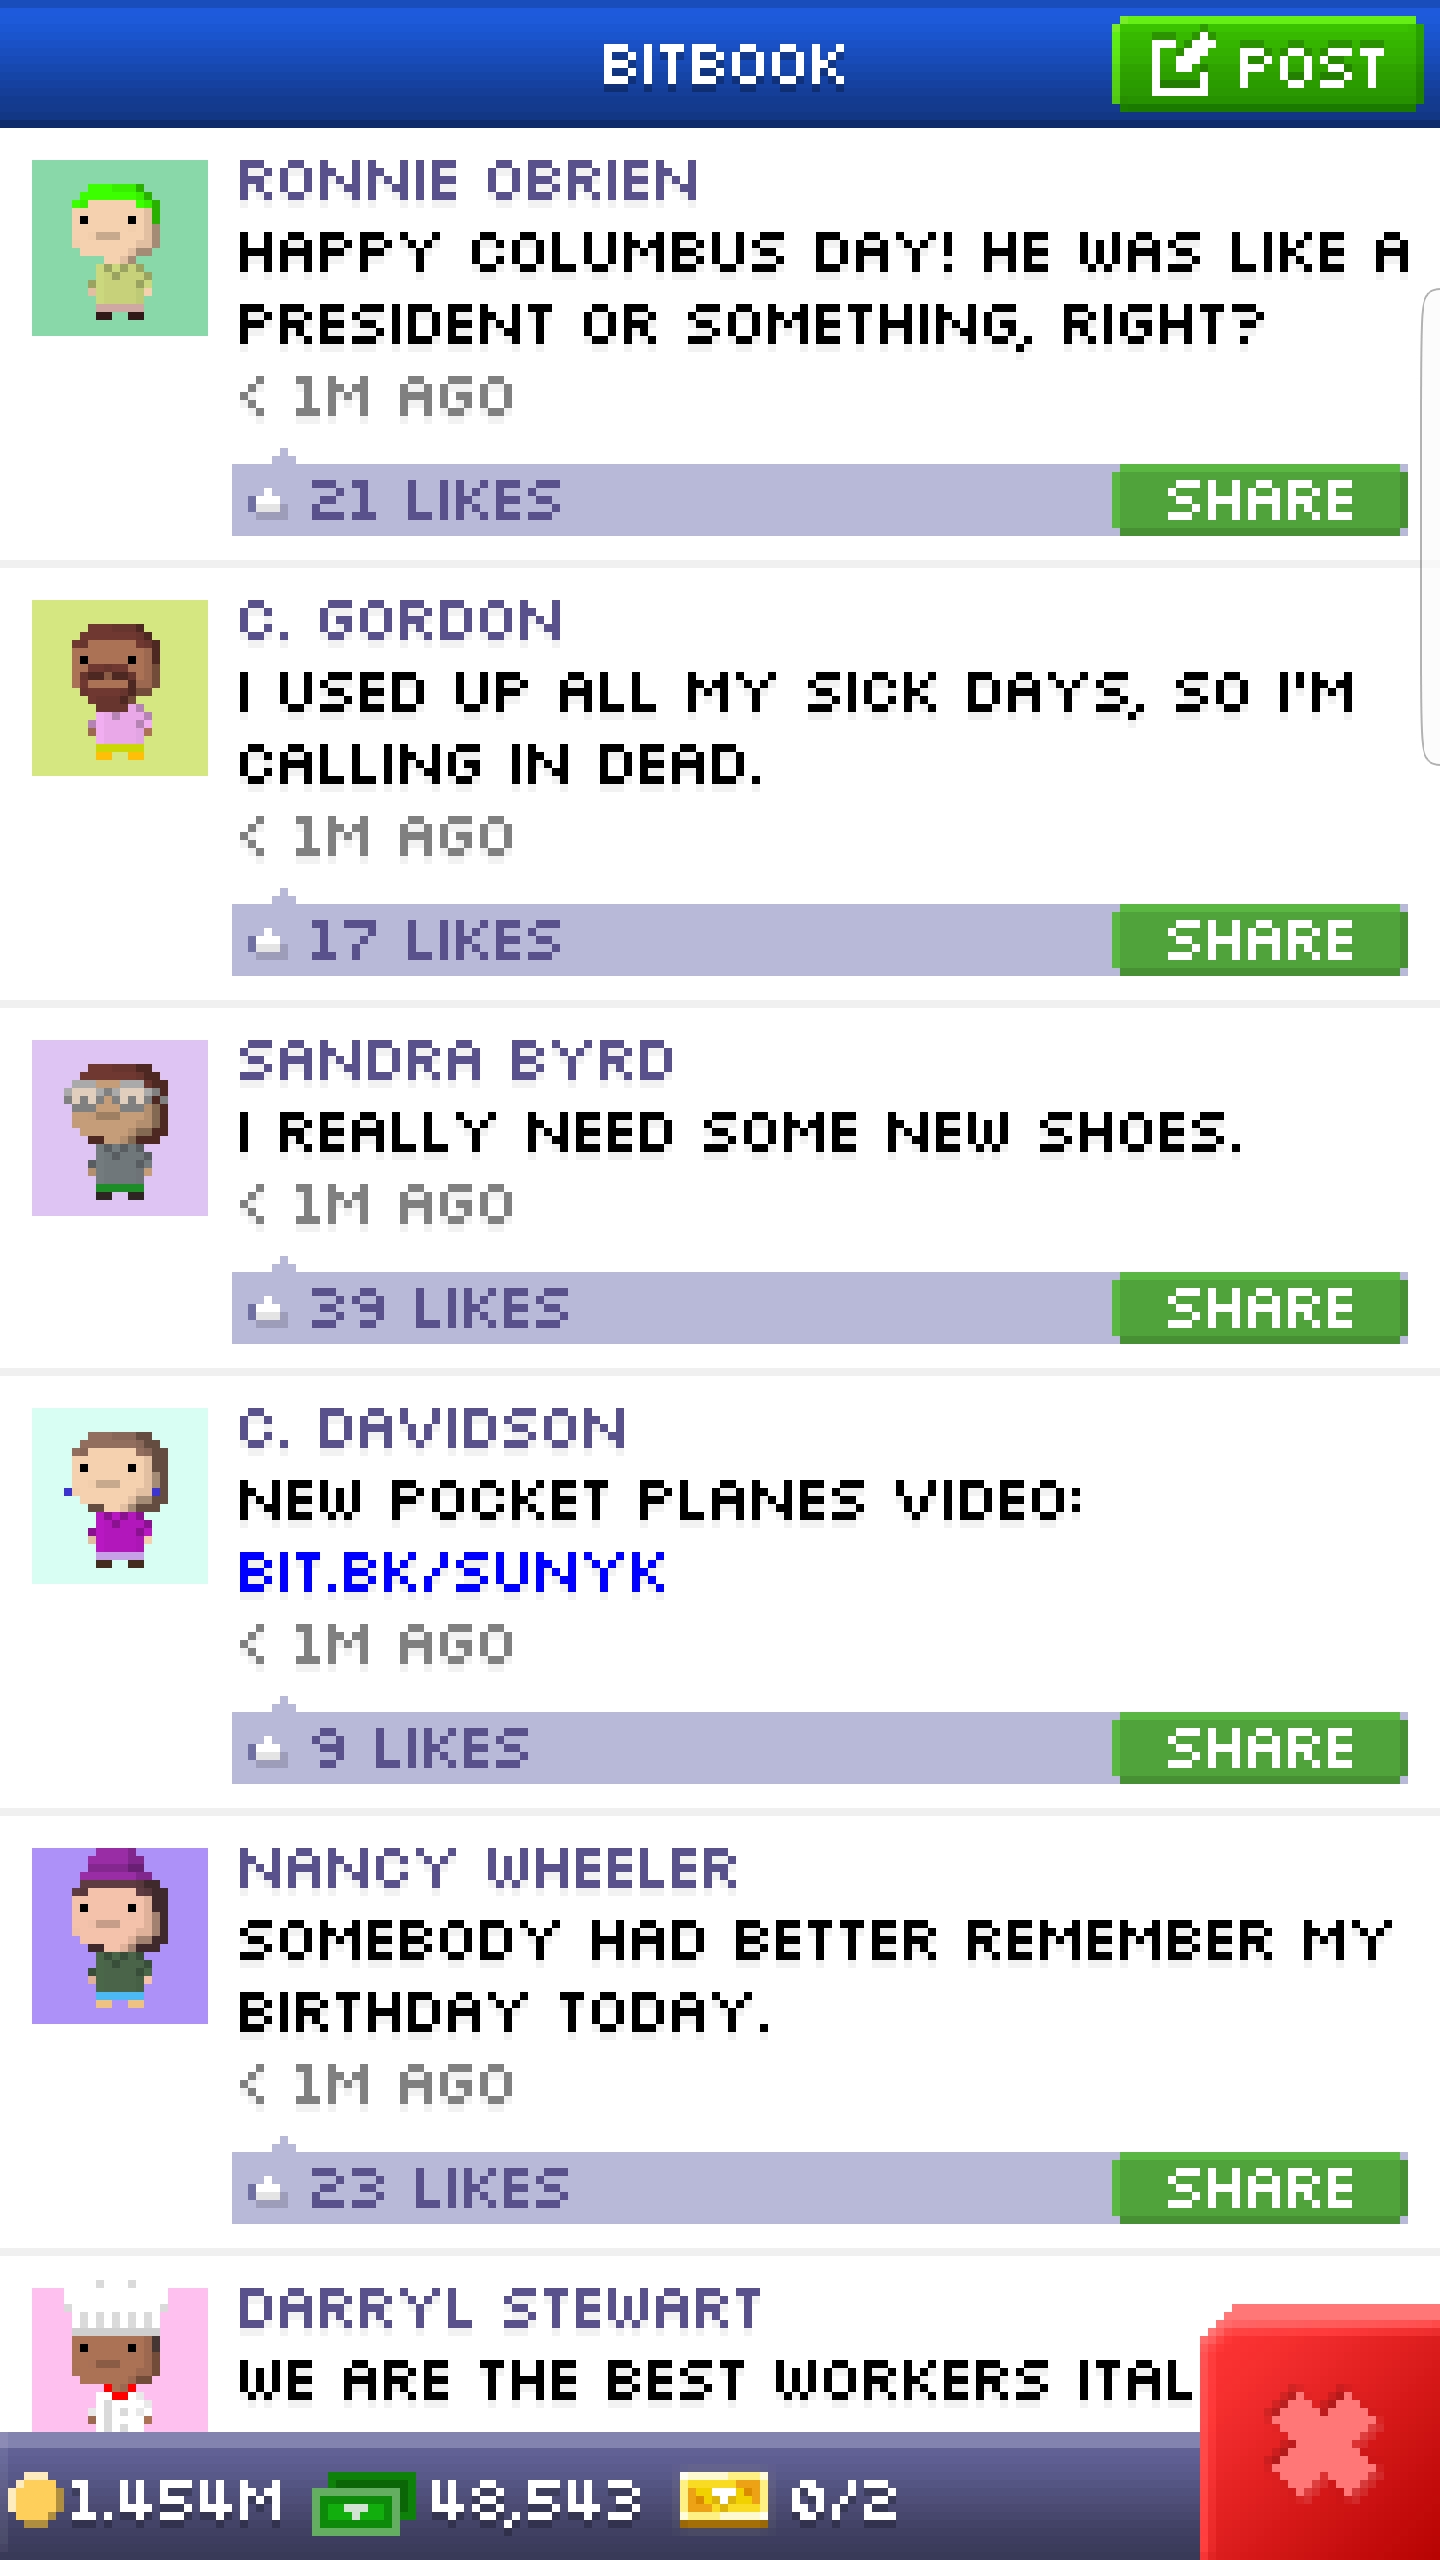 BITBOOK
POST
RONNIE OBRIEN
HAPPY COLUMBUS DAY! HE WAS LIKE A
PRESIDENT OR SOMETHING, RIGHT?
< 1M AGO
21 LIKES
SHARE
C. GORDON
I USED UP ALL MY SICK DAYS, SO I'M
CALLING IN DEAD.
< 1M AGO
17 LIKES
SHARE
SANDRA BYRD
I REALLY NEED SOME NEW SHOES.
< 1M AGO
39 LIKES
SHARE
C. DAVIDSON
NEW POCKET PLANES VIDEO:
BIT.BK/SUNYK
< 1M AGO
9 LIKES
SHARE
NANCY WHEELER
SOMEBODY HAD BETTER REMEMBER MY
BIRTHDAY TODAY.
< 1M AGO
23 LIKES
SHARE
DARRYL STEWART
WE ARE THE BEST WORKERS ITAL
1.454M
48,543
0/2